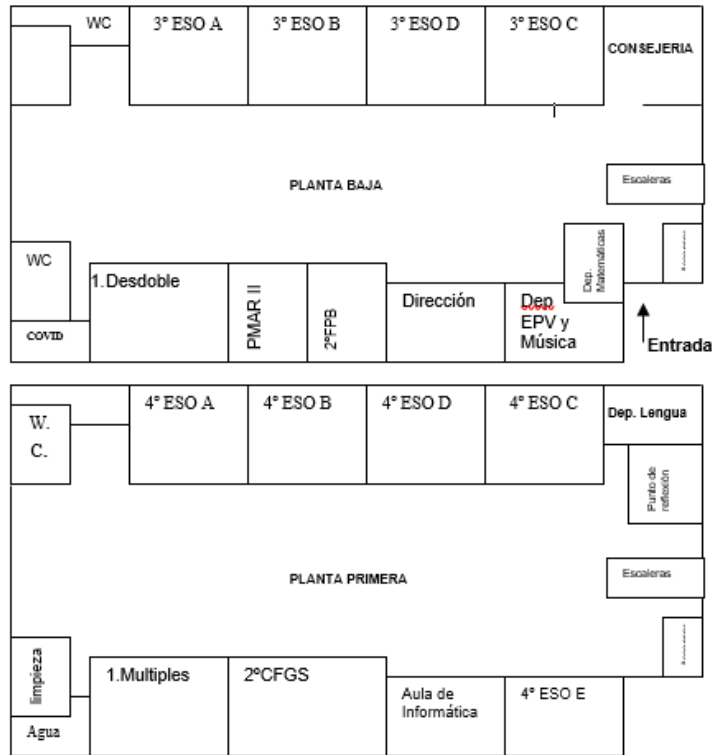 WC
3º ESO A
3º ESO B
3º ESO D
3º ESO C
CONSEJERIA
PLANTA BAJA
Escaleras
WC
COVID
1.Desdoble
PMAR II
2ºFPB
Dirección
Dep
EPV y
Música
Dep.
Matemáticas
Entrada
W.
C.
4º ESO A
4º ESO B
4º ESO D
4º ESO C
Dep. Lengua
Punto de
reflexión
PLANTA PRIMERA
Escaleras
limpieza
Agua
1.Multiples
2ºCFGS
Aula de
Informática
4º ESO E